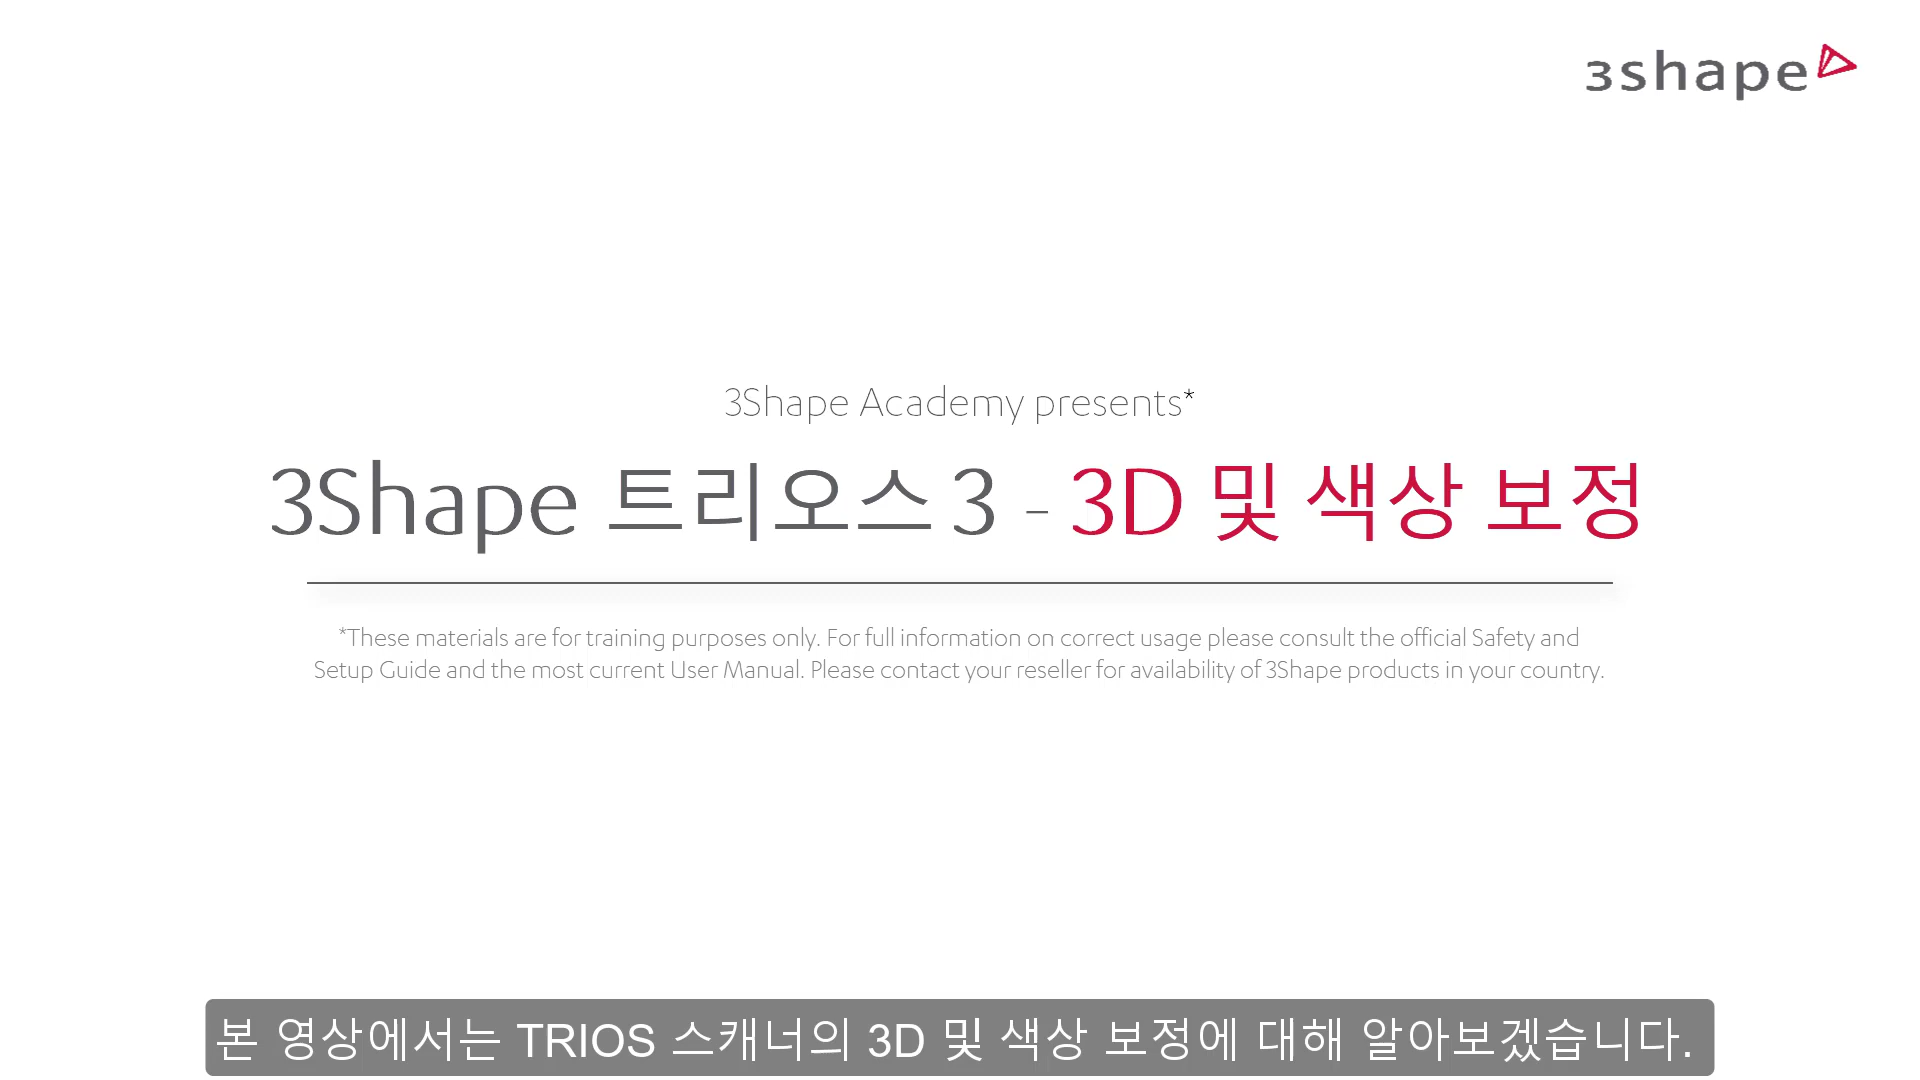 3shape
3Shape Academy presents*
3Shape 트리오스 3 - 3D 및 색상 보정
*These materials are for training purposes only. For full information on correct usage please consult the official Safety and
Setup Guide and the most current User Manual. Please contact your reseller for availability of 3Shape products in your country.
본 영상에서는 TRIOS 스캐너의 3D 및 색상 보정에 대해 알아보겠습니다.